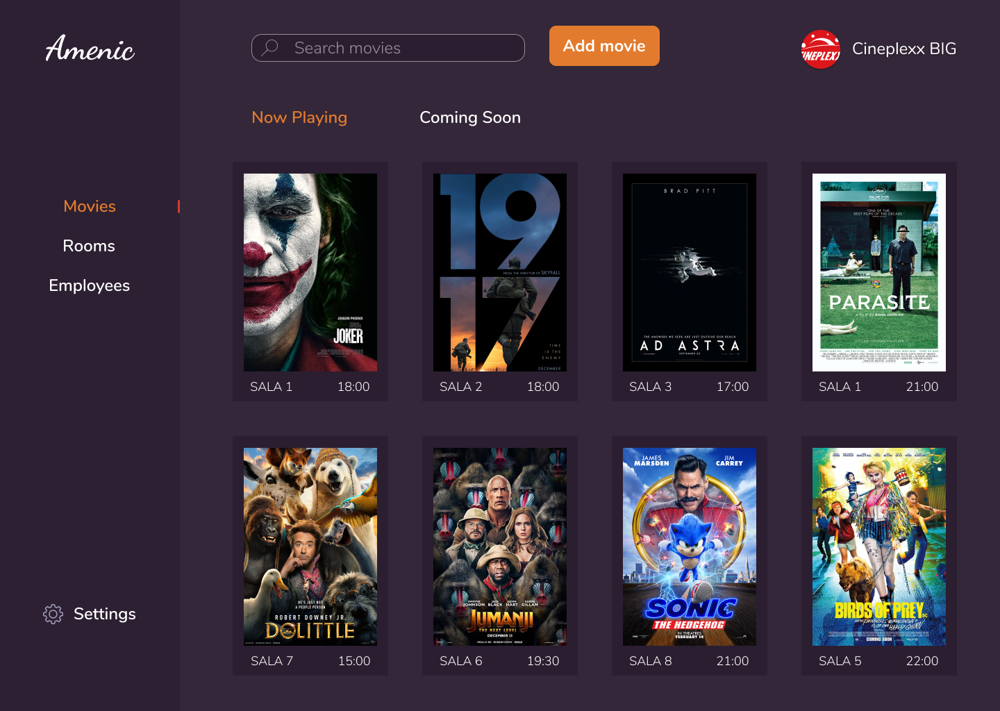 Amenic
Search movies
Add movie
CINEPLEXX
Cineplexx BIG
Now Playing
Coming Soon
Movies
Rooms
Employees
Settings
JOAQUIN PHOENIX
JOKER
SALA 1
18:00
19
FROM THE DIRECTOR OF SKYFALL
17
TIME
IS THE
ENEMY
DECEMBER
SALA 2
18:00
BRAD PITT
THE ANSWERS WE SEEK ARE JUST OUTSIDE OUR REACH
AD ASTRA
SEPTEMBER 20
SALA 3
17:00
PALME D'OR
"ONE OF THE
BEST FILMS OF THE DECADE."
PARASITE
A FILM BY BONG JOON HO
SALA 1
21:00
HE'S JUST NOT
A PEOPLE PERSON
ROBERT DOWNEY JR.
DOLITTLE
SALA 7
15:00
DWAYNE JOHNSON
JACK BLACK
KEVIN HART
KAREN GILLAN
JUMANJI
THE NEXT LEVEL
DECEMBER 13
SALA 6
19:30
JAMES MARSDEN
JIM CARREY
SONIC
THE HEDGEHOG
IN THEATRES
FEBRUARY 14
SALA 8
21:00
BIRDS OF PREY
HARLEY QUINN
COMING SOON
SALA 5
22:00